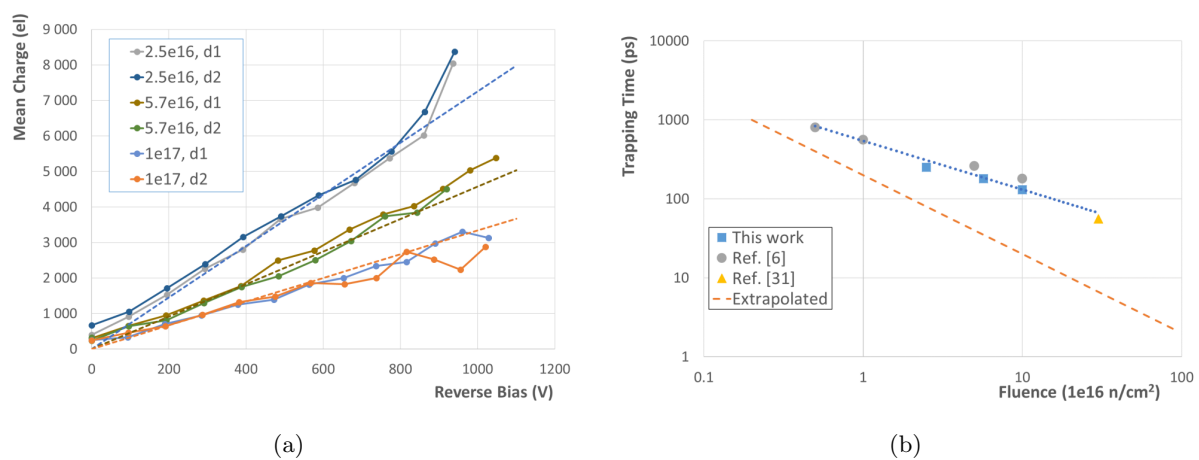 9 000
8 000
7 000
6 000
5 000
4 000
3 000
2 000
1 000
0
Mean Charge (el)
2.5e16, d1
2.5e16, d2
5.7e16, d1
5.7e16, d2
1e17, d1
1e17, d2
0 200 400 600 800 1000 1200
Reverse Bias (V)
(a)
10000
1000
100
10
1
Trapping Time (ps)
This work
Ref. [6]
Ref. [31]
Extrapolated
0.1 1 10 100
Fluence (1e16 n/cm²)
(b)